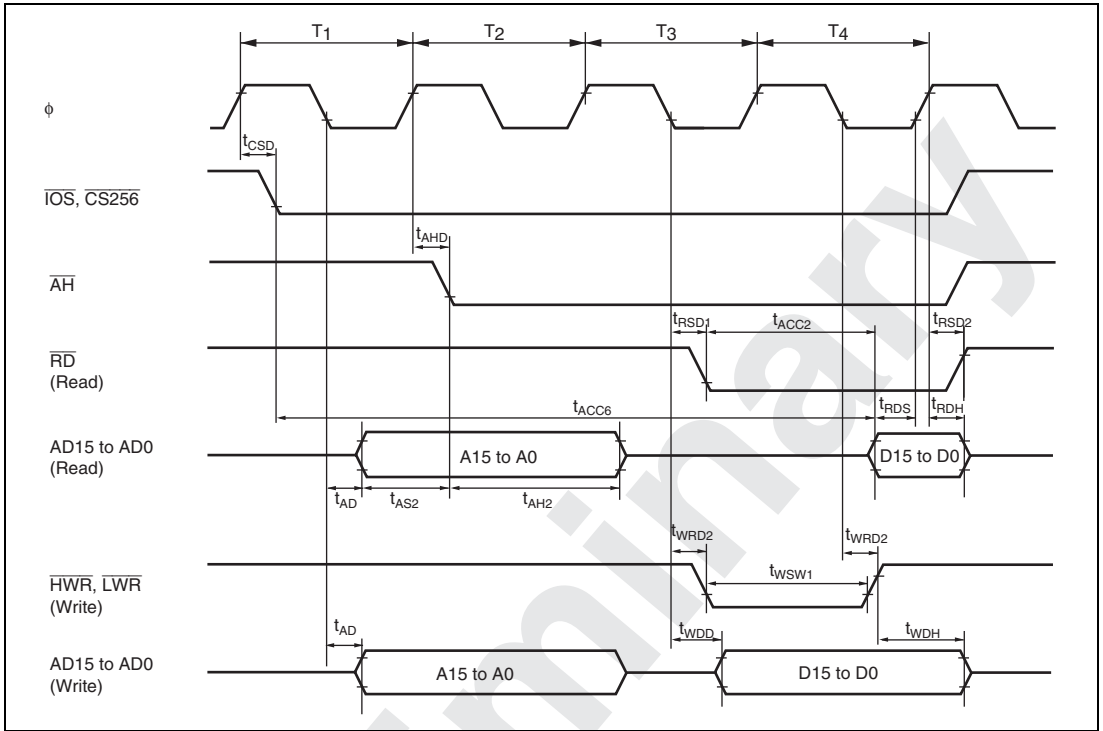 T1 T2 T3 T4
φ
tCSD
IOS, CS256
tAHD
AH
tRSD1 tACC2 tRSD2
RD
(Read)
tACC6 tRDS tRDH
AD15 to AD0
(Read)
A15 to A0 D15 to D0
tAD tAS2 tAH2
tWRD2 tWRD2
HWR, LWR
(Write)
tWSW1
tAD tWDD tWDH
AD15 to AD0
(Write)
A15 to A0 D15 to D0
minary